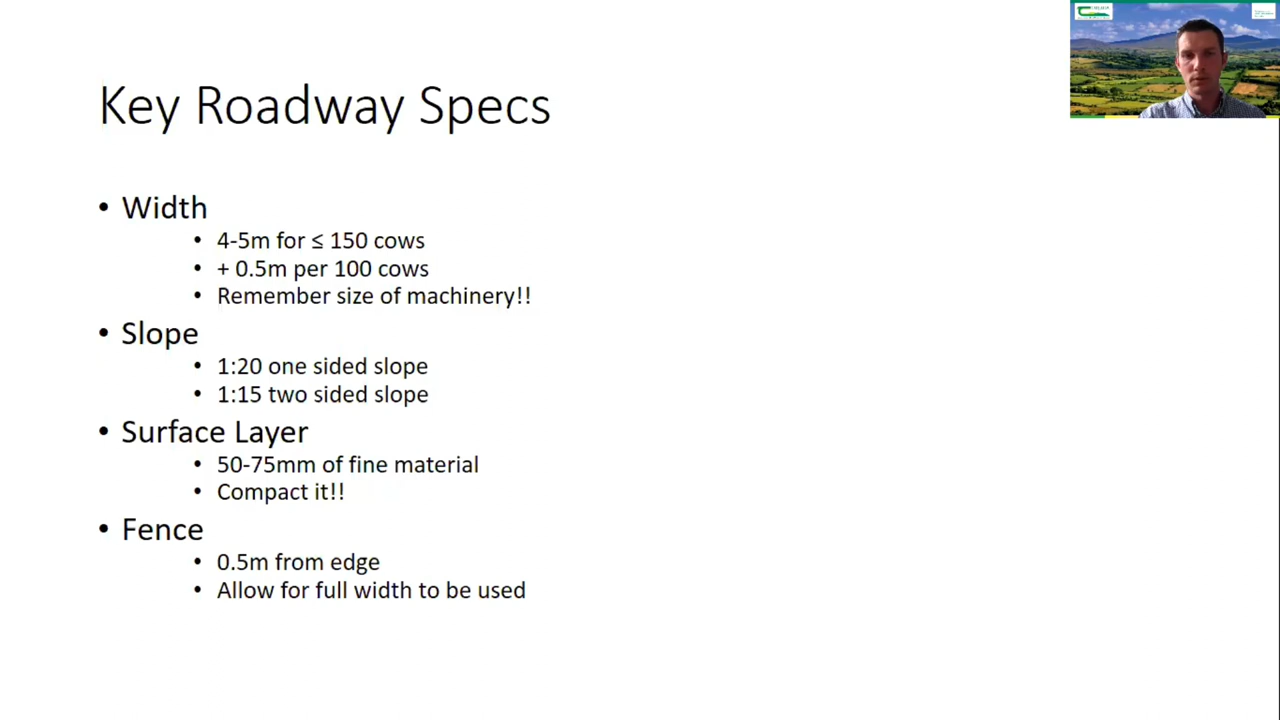 Key Roadway Specs
• Width
• 4-5m for ≤ 150 cows
• + 0.5m per 100 cows
• Remember size of machinery!!
• Slope
• 1:20 one sided slope
• 1:15 two sided slope
• Surface Layer
• 50-75mm of fine material
• Compact it!!
• Fence
• 0.5m from edge
• Allow for full width to be used